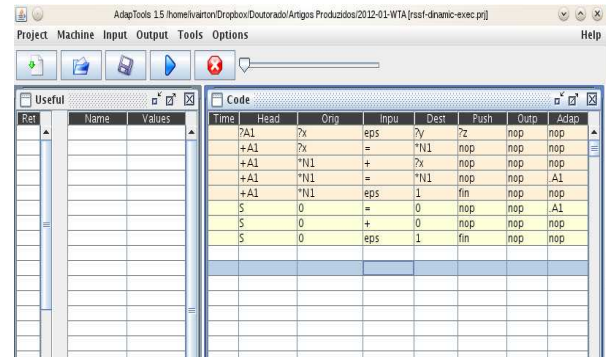 AdapTools 1.5 /home/ivairton/Dropbox/Doutorado/Artigos Produzidos/2012-01-WTA [rssf-dinamic-exec.prj]
Project Machine Input Output Tools Options Help
Useful
Ret Name Values
Code
Time Head Orig Inpu Dest Push Outp Adap
?A1 ?x eps ?y ?z nop nop
+A1 ?x = *N1 nop nop nop
+A1 *N1 + ?x nop nop nop
+A1 *N1 = *N1 nop nop .A1
+A1 *N1 eps 1 fin nop nop
S 0 = 0 nop nop .A1
S 0 + 0 nop nop nop
S 0 eps 1 fin nop nop